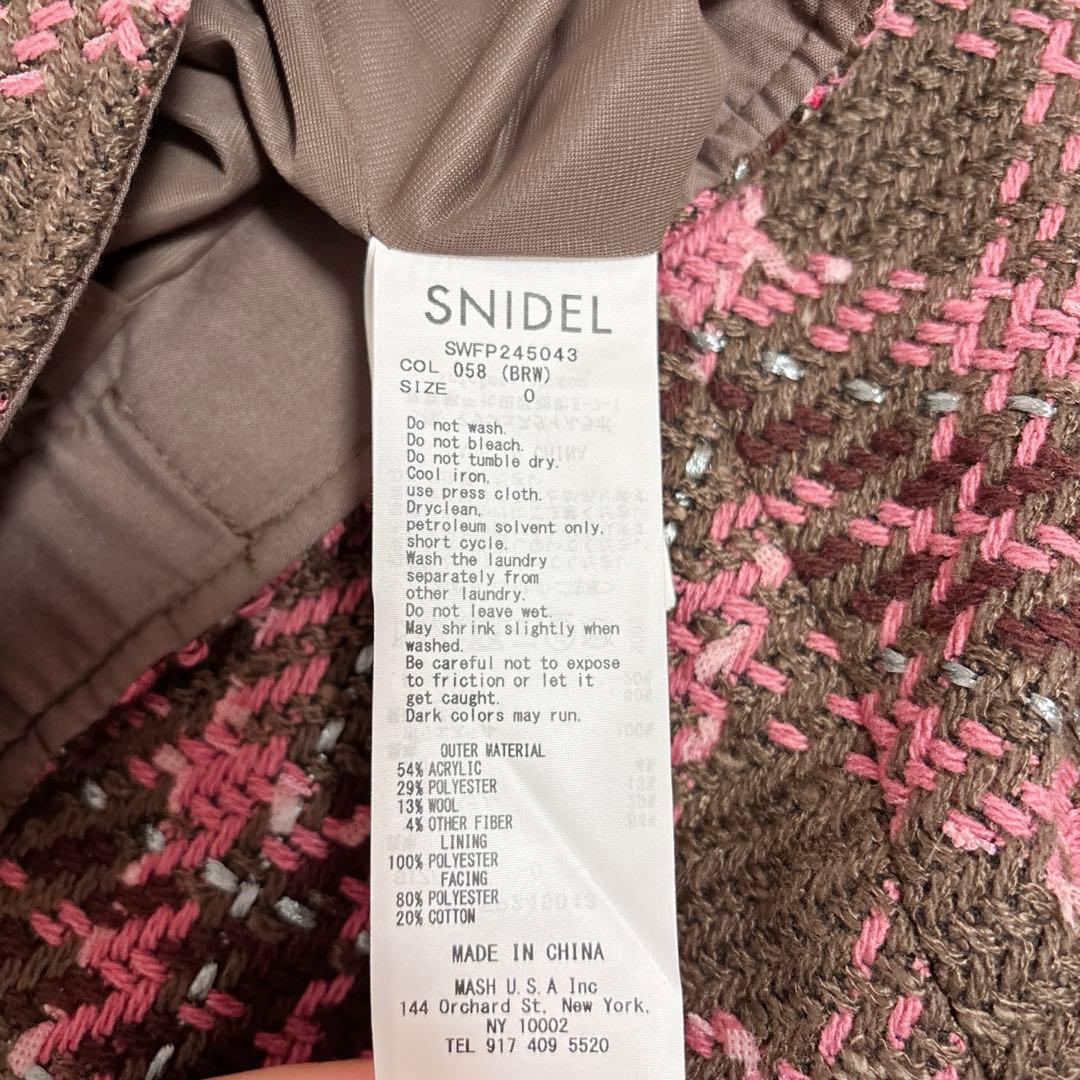 SNIDEL
SWFP245043
COL 058 (BRW)
SIZE 0
Do not wash.
Do not bleach.
Do not tumble dry.
Cool iron,
use press cloth.
Dryclean,
petroleum solvent only,
short cycle.
Wash the laundry
separately from
other laundry.
Do not leave wet.
May shrink slightly when
washed.
Be careful not to expose
to friction or let it
get caught.
Dark colors may run.
OUTER MATERIAL
54% ACRYLIC
29% POLYESTER
13% WOOL
4% OTHER FIBER
LINING
100% POLYESTER
FACING
80% POLYESTER
20% COTTON
MADE IN CHINA
MASH U.S.A Inc
144 Orchard St, New York,
NY 10002
TEL 917 409 5520